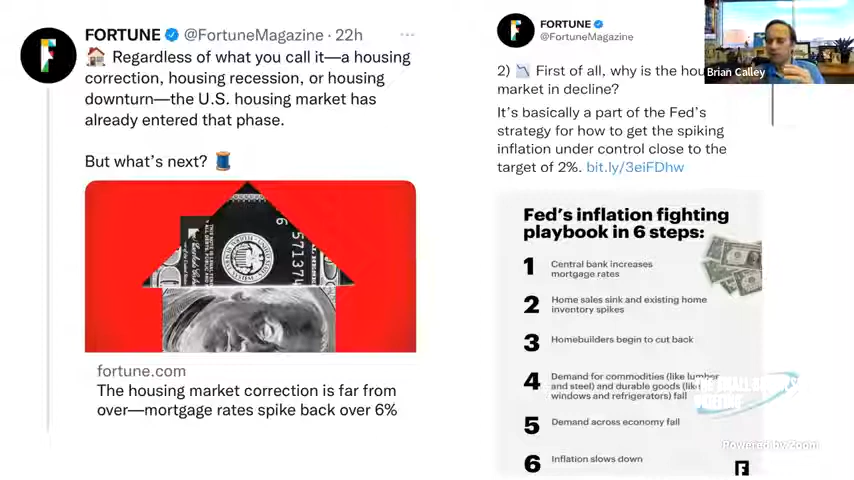 FORTUNE @FortuneMagazine · 22h
Regardless of what you call it—a housing
correction, housing recession, or housing
downturn—the U.S. housing market has
already entered that phase.
But what's next?
6
fortune.com
The housing market correction is far from
over—mortgage rates spike back over 6%
FORTUNE
@FortuneMagazine
2) First of all, why is the hou
market in decline?
It's basically a part of the Fed's
strategy for how to get the spiking
inflation under control close to the
target of 2%. bit.ly/3eiFDhw
Fed's inflation fighting
playbook in 6 steps:
1 Central bank increases
mortgage rates
2 Home sales sink and existing home
inventory spikes
3 Homebuilders begin to cut back
4 Demand for commodities (like lumber
and steel) and durable goods (like
windows and refrigerators) fall
5 Demand across economy fall
6 Inflation slows down
Brian Calley
Powered by Zoom